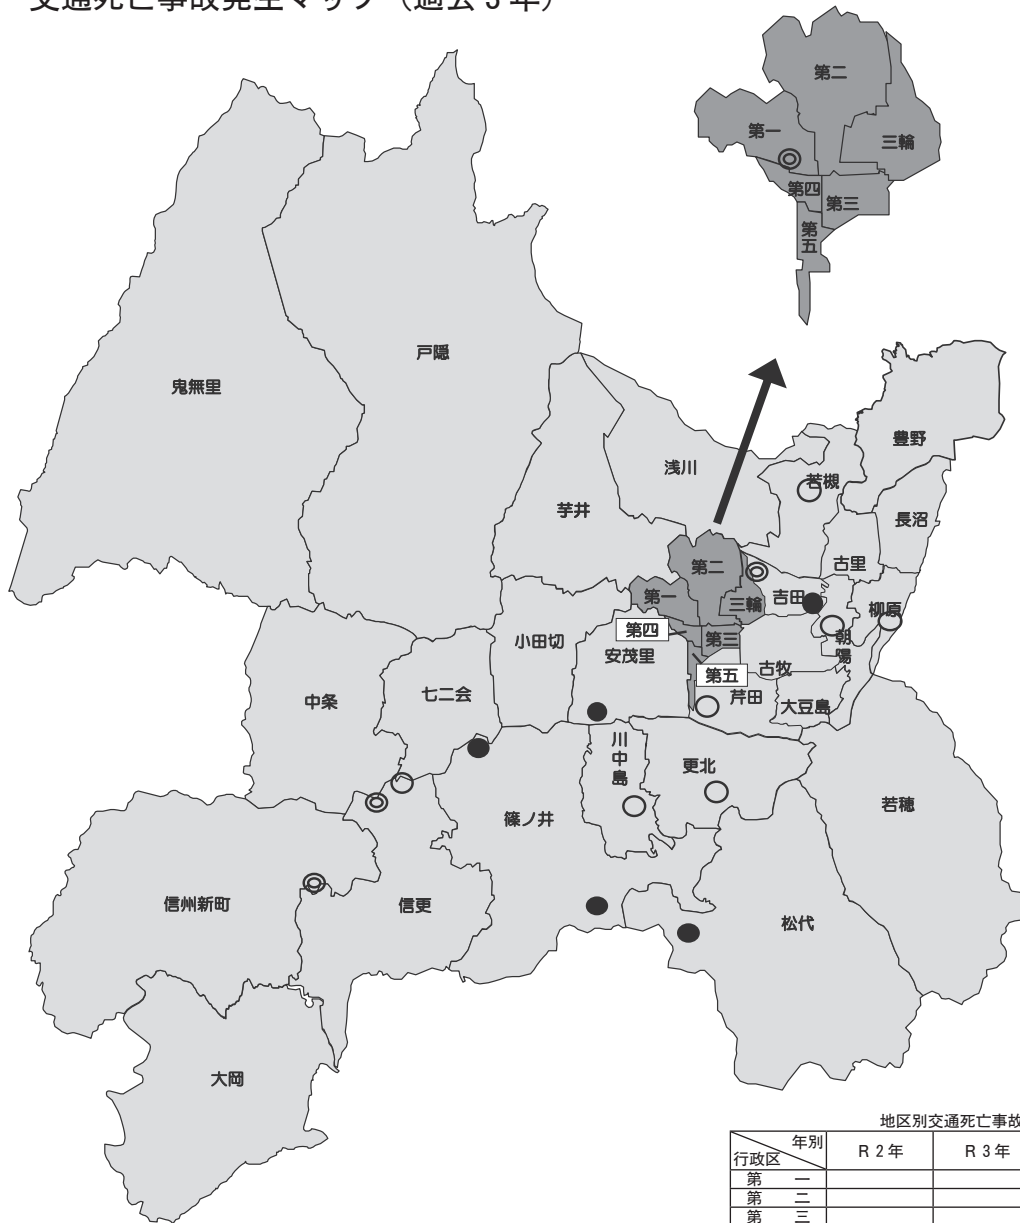 交通死亡事故発生マップ（過去３年）
第二
第一
三輪
第四
第三
第五
戸隠
鬼無里
豊野
浅川
若槻
芋井
長沼
古里
第二
第一
三輪
吉田
柳原
第四
第三
朝陽
小田切
安茂里
古牧
第五
七二会
芹田
大豆島
中条
川中島
更北
若穂
篠ノ井
信州新町
信更
松代
大岡
地区別交通死亡事故
年別
行政区
Ｒ２年
Ｒ３年
第一
第二
第三